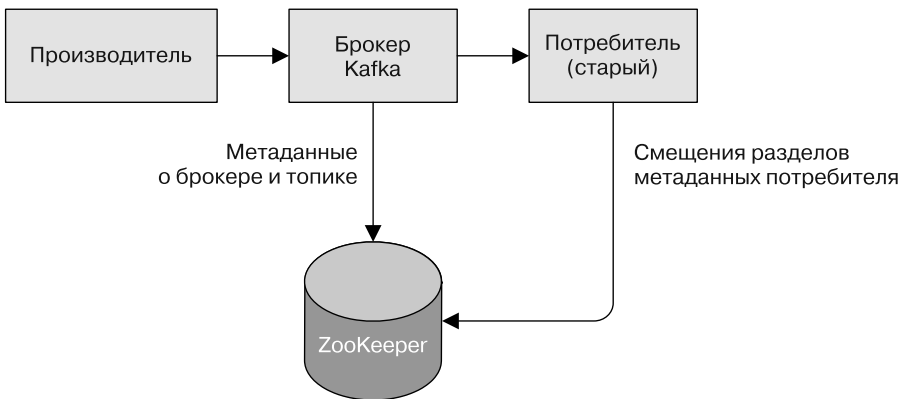 Производитель
Брокер
Kafka
Потребитель
(старый)
Метаданные
о брокере и топике
Смещения разделов
метаданных потребителя
ZooKeeper